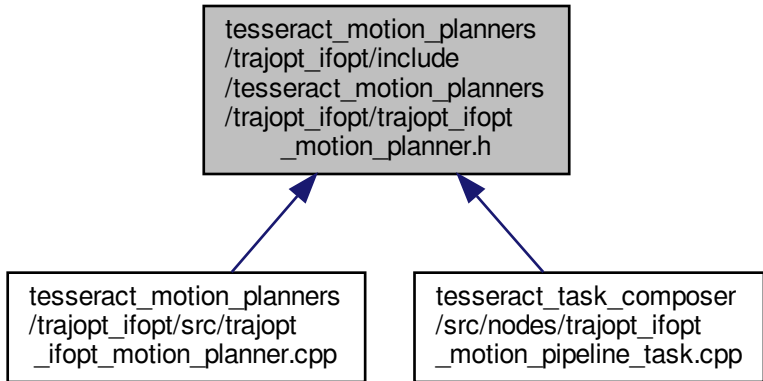 tesseract_motion_planners
/trajopt_ifopt/include
/tesseract_motion_planners
/trajopt_ifopt/trajopt_ifopt
_motion_planner.h
tesseract_motion_planners
/trajopt_ifopt/src/trajopt
_ifopt_motion_planner.cpp
tesseract_task_composer
/src/nodes/trajopt_ifopt
_motion_pipeline_task.cpp